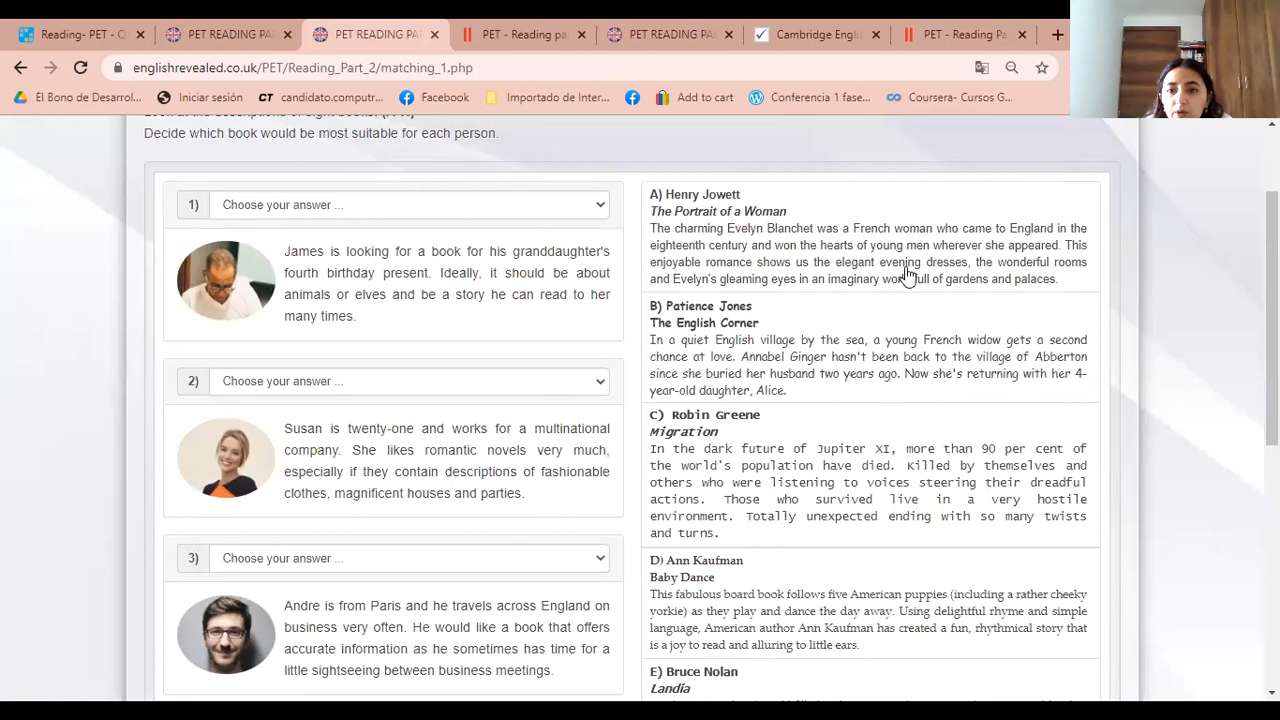 Reading- PET - Q
PET READING PA
PET READING PA
PET - Reading pa
PET READING PA
Cambridge Engli
PET - Reading Pa
englishrevealed.co.uk/PET/Reading_Part_2/matching_1.php
El Bono de Desarrol...
Iniciar sesión
CT candidato.computr...
Facebook
Importado de Inter...
Add to cart
Conferencia 1 fase...
Coursera- Cursos G...
Decide which book would be most suitable for each person.
1) Choose your answer ...
James is looking for a book for his granddaughter's
fourth birthday present. Ideally, it should be about
animals or elves and be a story he can read to her
many times.
2) Choose your answer ...
Susan is twenty-one and works for a multinational
company. She likes romantic novels very much,
especially if they contain descriptions of fashionable
clothes, magnificent houses and parties.
3) Choose your answer ...
Andre is from Paris and he travels across England on
business very often. He would like a book that offers
accurate information as he sometimes has time for a
little sightseeing between business meetings.
A) Henry Jowett
The Portrait of a Woman
The charming Evelyn Blanchet was a French woman who came to England in the
eighteenth century and won the hearts of young men wherever she appeared. This
enjoyable romance shows us the elegant evening dresses, the wonderful rooms
and Evelyn's gleaming eyes in an imaginary full of gardens and palaces.
B) Patience Jones
The English Corner
In a quiet English village by the sea, a young French widow gets a second
chance at love. Annabel Ginger hasn't been back to the village of Abberton
since she buried her husband two years ago. Now she's returning with her 4-
year-old daughter, Alice.
C) Robin Greene
Migration
In the dark future of Jupiter XI, more than 90 per cent of
the world's population have died. Killed by themselves and
others who were listening to voices steering their dreadful
actions. Those who survived live in a very hostile
environment. Totally unexpected ending with so many twists
and turns.
D) Ann Kaufman
Baby Dance
This fabulous board book follows five American puppies (including a rather cheeky
yorkie) as they play and dance the day away. Using delightful rhyme and simple
language, American author Ann Kaufman has created a fun, rhythmical story that
is a joy to read and alluring to little ears.
E) Bruce Nolan
Landia